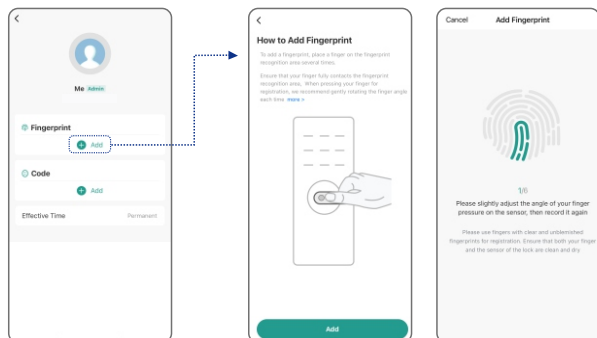 Me Admin
Fingerprint
Add
Code
Add
Effective Time Permanent
How to Add Fingerprint
To add a fingerprint, place a finger on the fingerprint
recognition area several times.
Ensure that your finger fully contacts the fingerprint
recognition area. When pressing your finger for
registration, we recommend gently rotating the finger angle
each time more >
Add
Cancel Add Fingerprint
1/6
Please slightly adjust the angle of your finger
pressure on the sensor, then record it again
Please use fingers with clear and unblemished
fingerprints for registration. Ensure that both your finger
and the sensor of the lock are clean and dry